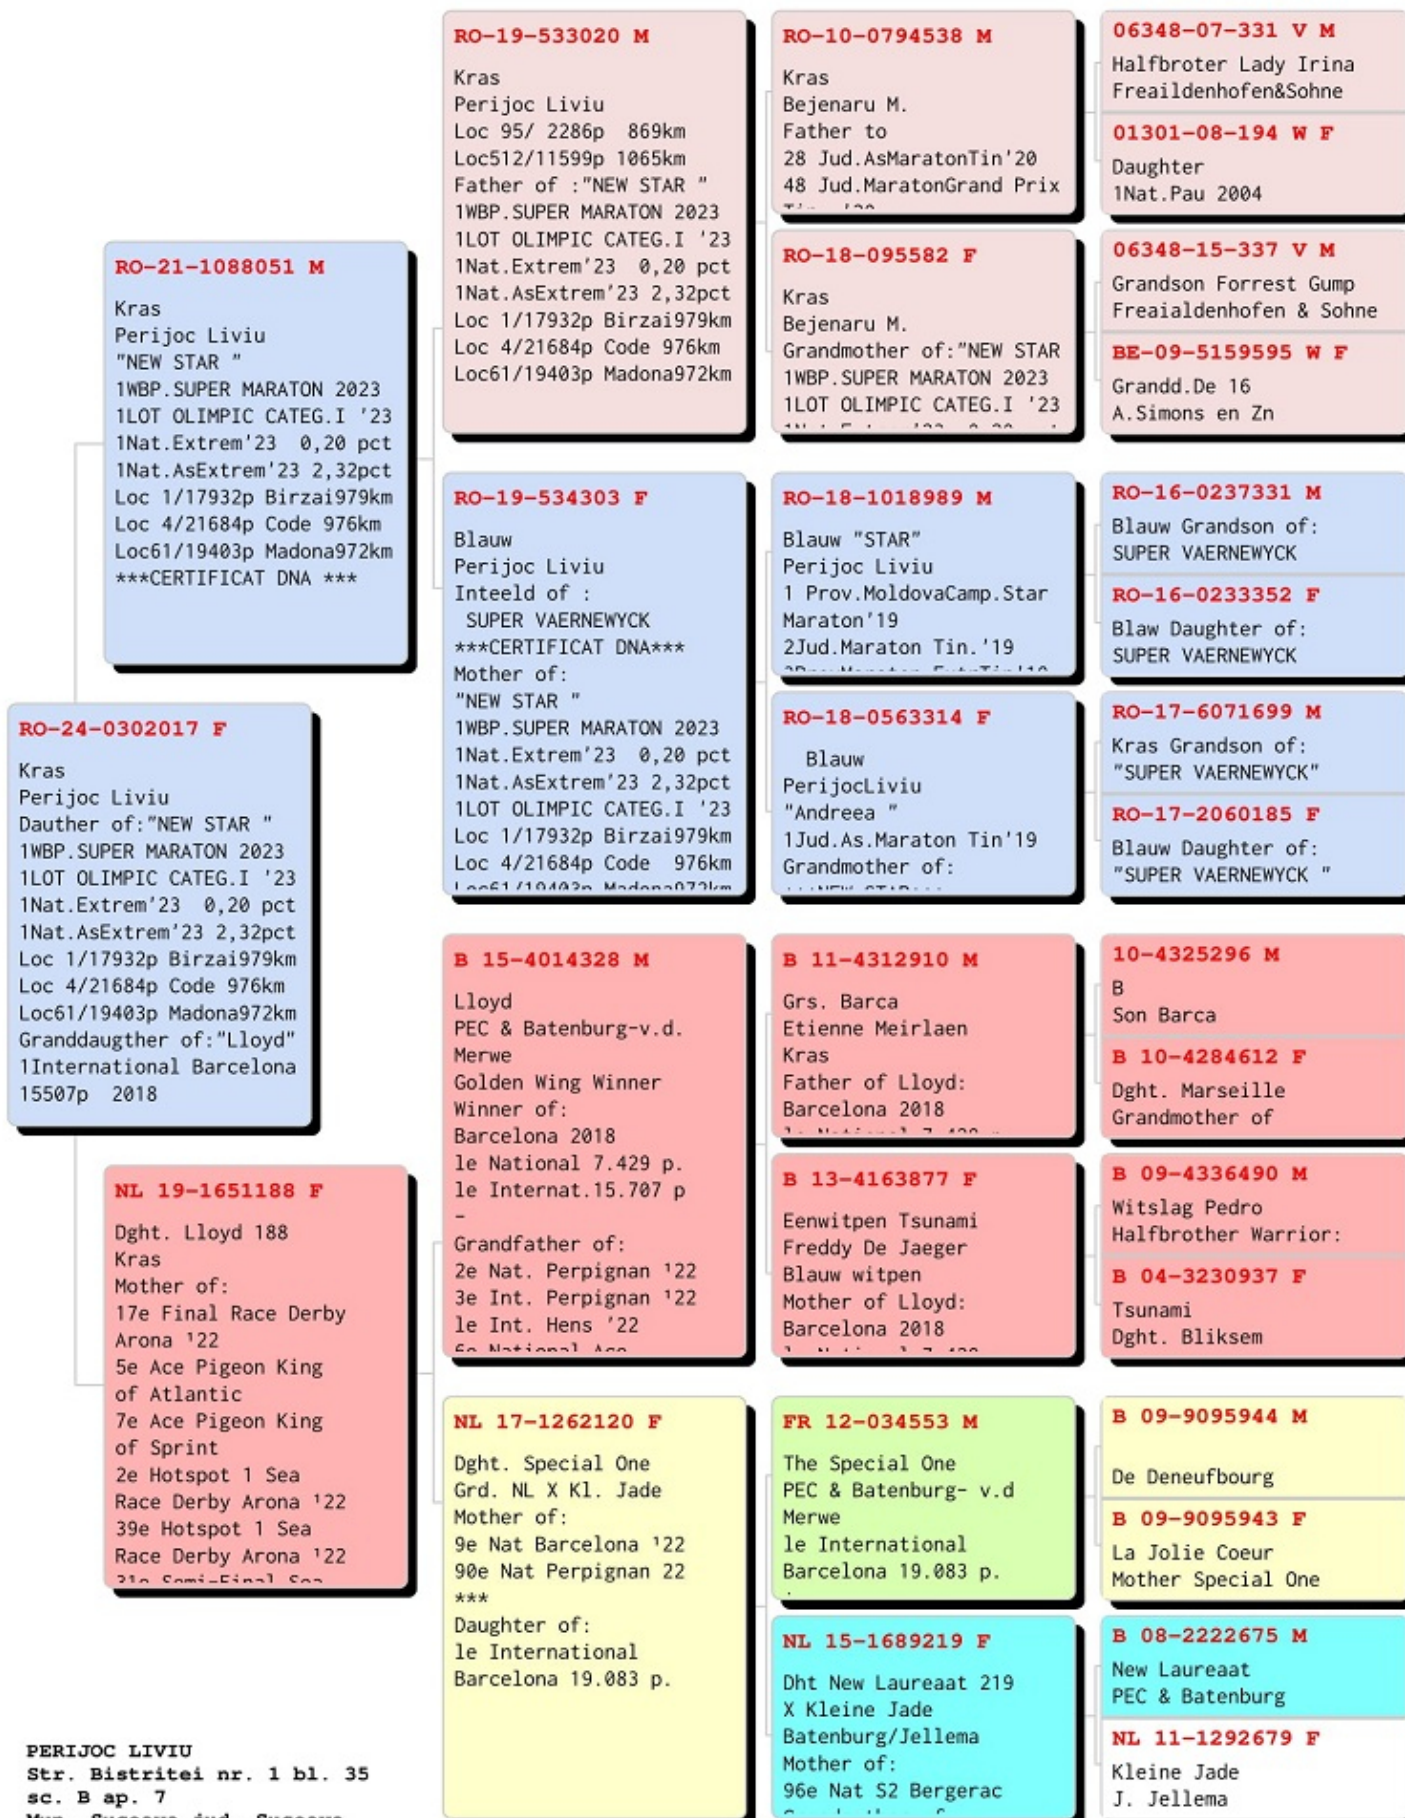 RO-24-0302017 F
Kras
Perijoc Liviu
Dauther of:"NEW STAR "
1WBP.SUPER MARATON 2023
1LOT OLIMPIC CATEG.I '23
1Nat.Extrem'23  0,20 pct
1Nat.AsExtrem'23 2,32pct
Loc 1/17932p Birzai979km
Loc 4/21684p Code 976km
Loc61/19403p Madona972km
Granddaugther of:"Lloyd"
1International Barcelona
15507p  2018
RO-21-1088051 M
Kras
Perijoc Liviu
"NEW STAR "
1WBP.SUPER MARATON 2023
1LOT OLIMPIC CATEG.I '23
1Nat.Extrem'23  0,20 pct
1Nat.AsExtrem'23 2,32pct
Loc 1/17932p Birzai979km
Loc 4/21684p Code 976km
Loc61/19403p Madona972km
***CERTIFICAT DNA ***
NL 19-1651188 F
Dght. Lloyd 188
Kras
Mother of:
17e Final Race Derby
Arona ¹22
5e Ace Pigeon King
of Atlantic
7e Ace Pigeon King
of Sprint
2e Hotspot 1 Sea
Race Derby Arona ¹22
39e Hotspot 1 Sea
Race Derby Arona ¹22
31e Semi-Final Sea
RO-19-533020 M
Kras
Perijoc Liviu
Loc 95/ 2286p  869km
Loc512/11599p 1065km
Father of :"NEW STAR "
1WBP.SUPER MARATON 2023
1LOT OLIMPIC CATEG.I '23
1Nat.Extrem'23  0,20 pct
1Nat.AsExtrem'23 2,32pct
Loc 1/17932p Birzai979km
Loc 4/21684p Code 976km
Loc61/19403p Madona972km
RO-19-534303 F
Blauw
Perijoc Liviu
Inteeld of :
SUPER VAERNEWYCK
***CERTIFICAT DNA***
Mother of:
"NEW STAR "
1WBP.SUPER MARATON 2023
1Nat.Extrem'23  0,20 pct
1Nat.AsExtrem'23 2,32pct
1LOT OLIMPIC CATEG.I '23
Loc 1/17932p Birzai979km
Loc 4/21684p Code  976km
Loc61/19403p Madona972km
B 15-4014328 M
Lloyd
PEC & Batenburg-v.d.
Merwe
Golden Wing Winner
Winner of:
Barcelona 2018
le National 7.429 p.
le Internat.15.707 p
-
Grandfather of:
2e Nat. Perpignan ¹22
3e Int. Perpignan ¹22
le Int. Hens '22
6e National Ace
NL 17-1262120 F
Dght. Special One
Grd. NL X Kl. Jade
Mother of:
9e Nat Barcelona ¹22
90e Nat Perpignan 22
***
Daughter of:
le International
Barcelona 19.083 p.
RO-10-0794538 M
Kras
Bejenaru M.
Father to
28 Jud.AsMaratonTin'20
48 Jud.MaratonGrand Prix
RO-18-095582 F
Kras
Bejenaru M.
Grandmother of:"NEW STAR
1WBP.SUPER MARATON 2023
1LOT OLIMPIC CATEG.I '23
RO-18-1018989 M
Blauw "STAR"
Perijoc Liviu
1 Prov.MoldovaCamp.Star
Maraton'19
2Jud.Maraton Tin.'19
RO-18-0563314 F
Blauw
PerijocLiviu
"Andreea "
1Jud.As.Maraton Tin'19
Grandmother of:
B 11-4312910 M
Grs. Barca
Etienne Meirlaen
Kras
Father of Lloyd:
Barcelona 2018
B 13-4163877 F
Eenwitpen Tsunami
Freddy De Jaeger
Blauw witpen
Mother of Lloyd:
Barcelona 2018
FR 12-034553 M
The Special One
PEC & Batenburg- v.d
Merwe
le International
Barcelona 19.083 p.
NL 15-1689219 F
Dht New Laureaat 219
X Kleine Jade
Batenburg/Jellema
Mother of:
96e Nat S2 Bergerac
06348-07-331 V M
Halfbroter Lady Irina
Freaildenhofen&Sohne
01301-08-194 W F
Daughter
1Nat.Pau 2004
06348-15-337 V M
Grandson Forrest Gump
Freaialdenhofen & Sohne
BE-09-5159595 W F
Grandd.De 16
A.Simons en Zn
RO-16-0237331 M
Blauw Grandson of:
SUPER VAERNEWYCK
RO-16-0233352 F
Blaw Daughter of:
SUPER VAERNEWYCK
RO-17-6071699 M
Kras Grandson of:
"SUPER VAERNEWYCK"
RO-17-2060185 F
Blauw Daughter of:
"SUPER VAERNEWYCK "
10-4325296 M
B
Son Barca
B 10-4284612 F
Dght. Marseille
Grandmother of
B 09-4336490 M
Witslag Pedro
Halfbrother Warrior:
B 04-3230937 F
Tsunami
Dght. Bliksem
B 09-9095944 M
De Deneufbourg
B 09-9095943 F
La Jolie Coeur
Mother Special One
B 08-2222675 M
New Laureaat
PEC & Batenburg
NL 11-1292679 F
Kleine Jade
J. Jellema
PERIJOC LIVIU
Str. Bistritei nr. 1 bl. 35
sc. B ap. 7
Mun. Suceava jud. Suceava